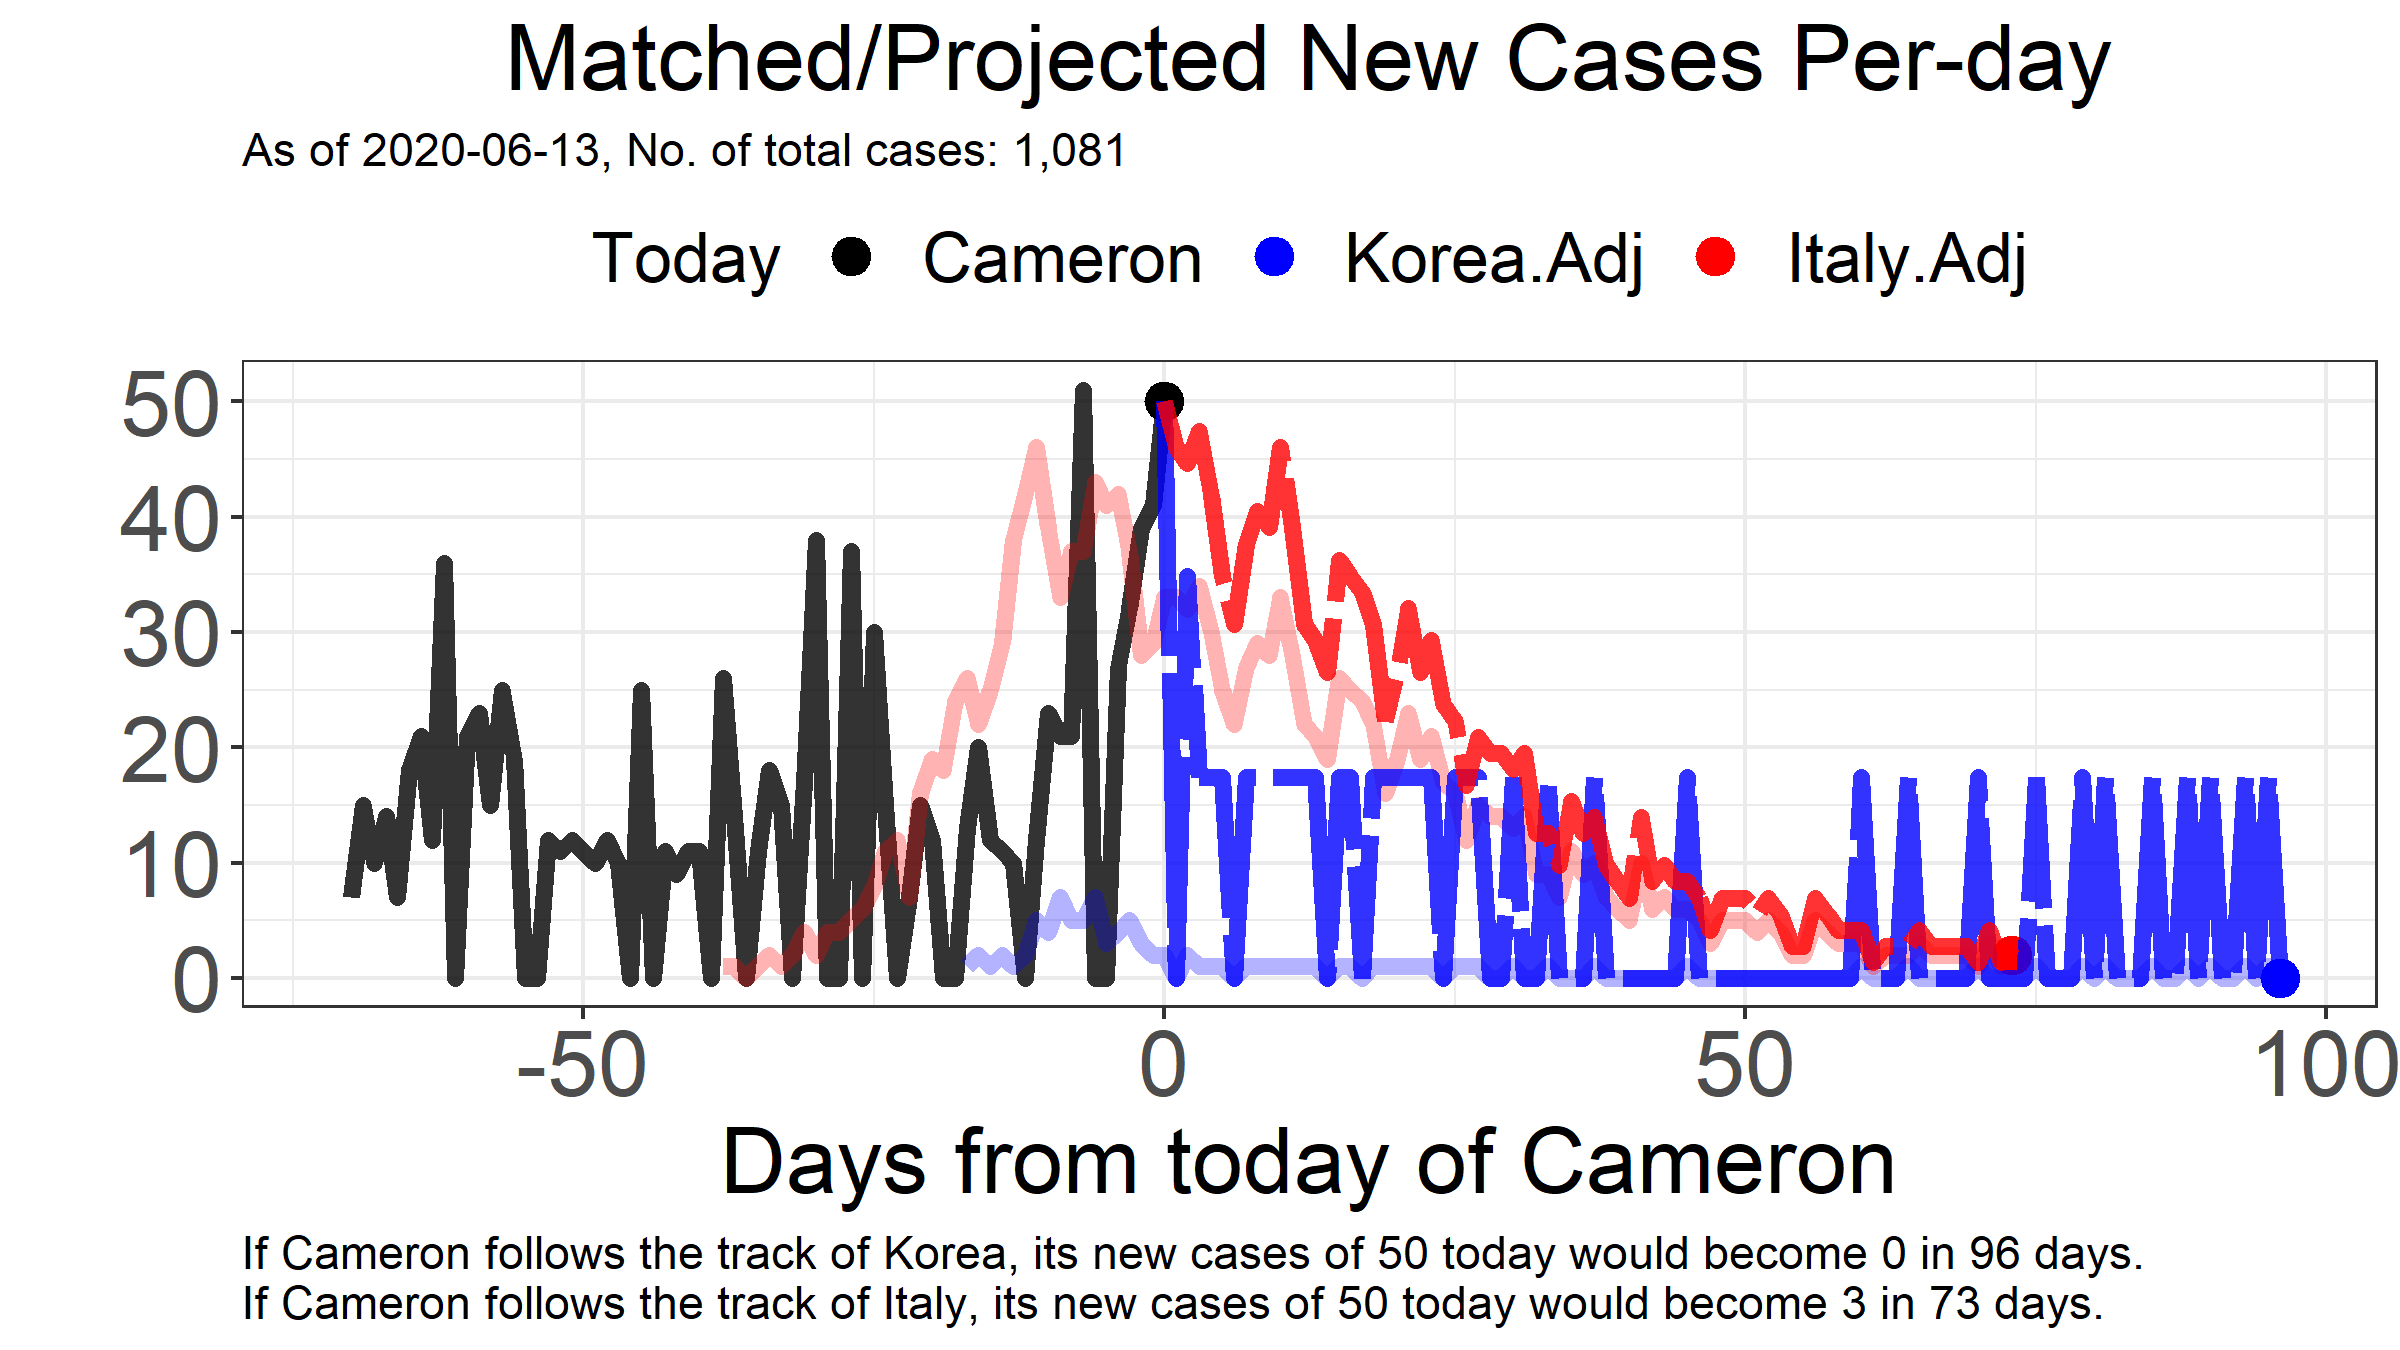 Matched/Projected New Cases Per-day
As of 2020-06-13, No. of total cases: 1,081
Today Cameron Korea.Adj Italy.Adj
50
40
30
20
10
0
-50 0 50 100
Days from today of Cameron
If Cameron follows the track of Korea, its new cases of 50 today would become 0 in 96 days.
If Cameron follows the track of Italy, its new cases of 50 today would become 3 in 73 days.